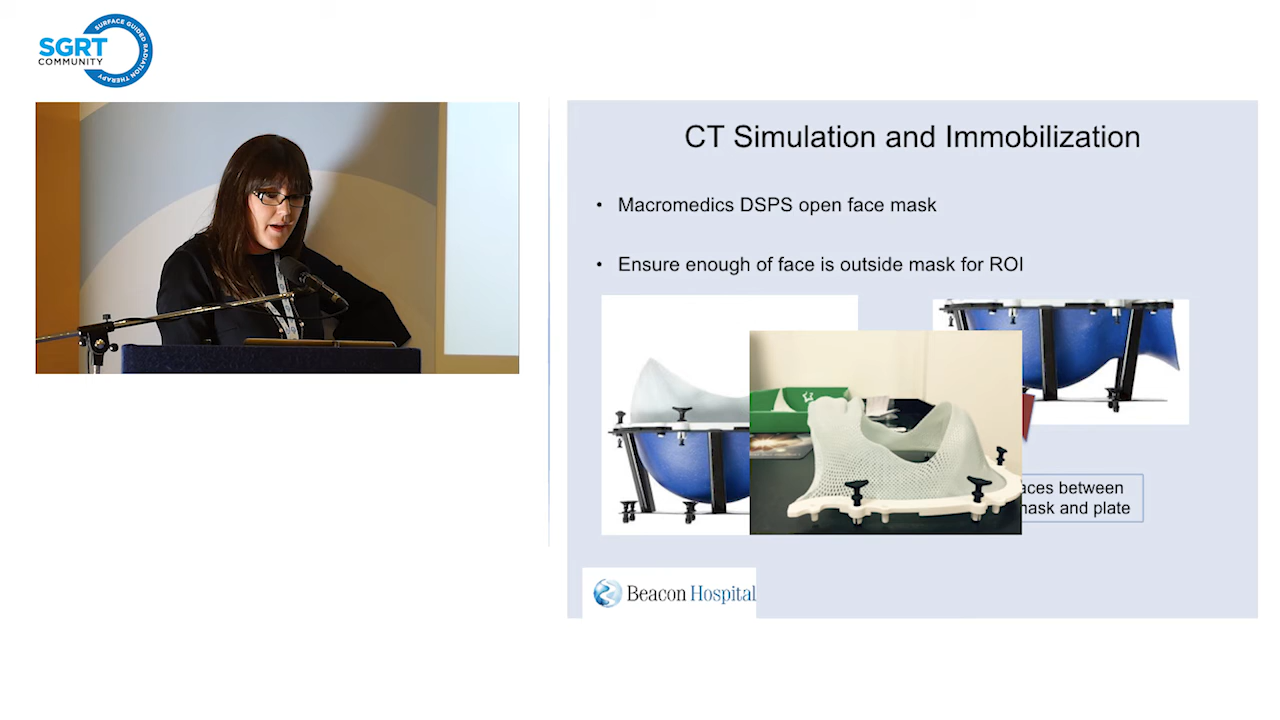 SURFACE GUIDED RADIATION THERAPY
SGRT
COMMUNITY
CT Simulation and Immobilization
• Macromedics DSPS open face mask
• Ensure enough of face is outside mask for ROI
aces between
mask and plate
Beacon Hospital